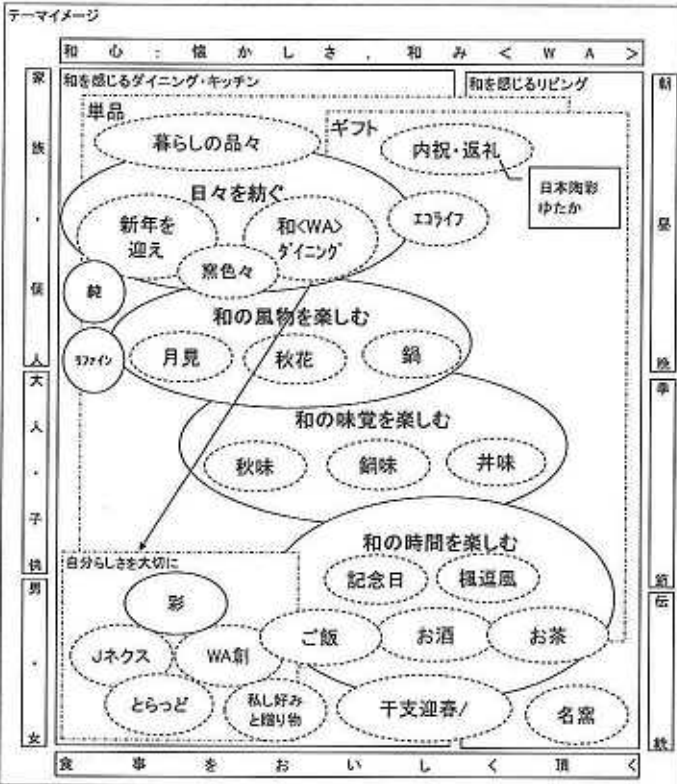 テーマイメージ
和心：懐かしさ，和み＜WA＞
家族・個人
大人・子供
男・女
朝昼晩
季節
伝統
和を感じるダイニング・キッチン
和を感じるリビング
単品
ギフト
暮らしの品々
内祝・返礼
日本陶彩
ゆたか
日々を紡ぐ
エコライフ
新年を
迎え
和<WA>
ダイニング
窯色々
純
リファイン
和の風物を楽しむ
月見
秋花
鍋
和の味覚を楽しむ
秋味
鍋味
丼味
和の時間を楽しむ
自分らしさを大切に
記念日
楓逗風
彩
ご飯
お酒
お茶
Jネクス
WA創
とらっど
私し好み
と贈り物
干支迎春/
名窯
食事をおいしく頂く